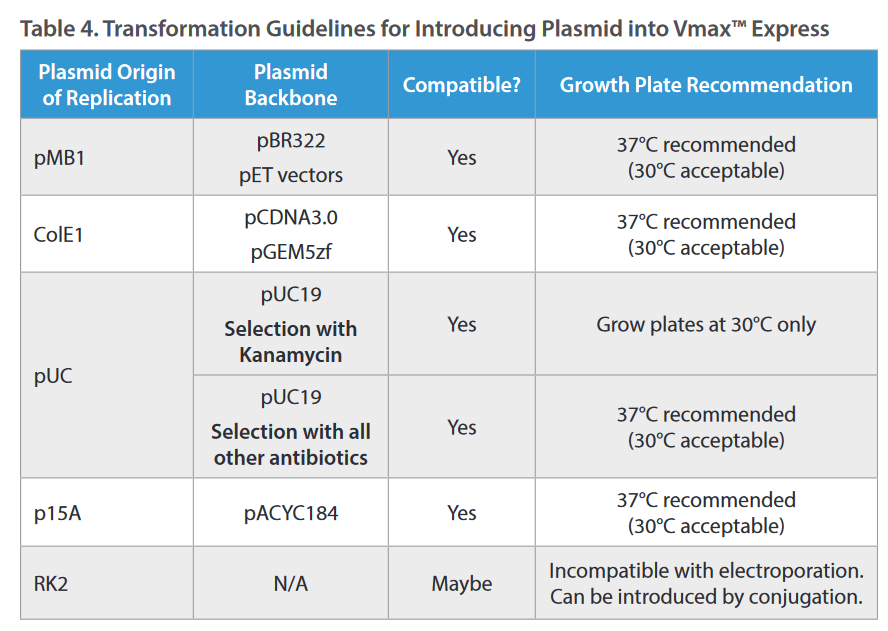 Table 4. Transformation Guidelines for Introducing Plasmid into Vmax™ Express
Plasmid Origin
of Replication
Plasmid
Backbone
Compatible?
Growth Plate Recommendation
pMB1
pBR322
pET vectors
Yes
37°C recommended
(30°C acceptable)
ColE1
pCDNA3.0
pGEM5zf
Yes
37°C recommended
(30°C acceptable)
pUC
pUC19
Selection with
Kanamycin
Yes
Grow plates at 30°C only
pUC19
Selection with all
other antibiotics
Yes
37°C recommended
(30°C acceptable)
p15A
pACYC184
Yes
37°C recommended
(30°C acceptable)
RK2
N/A
Maybe
Incompatible with electroporation.
Can be introduced by conjugation.